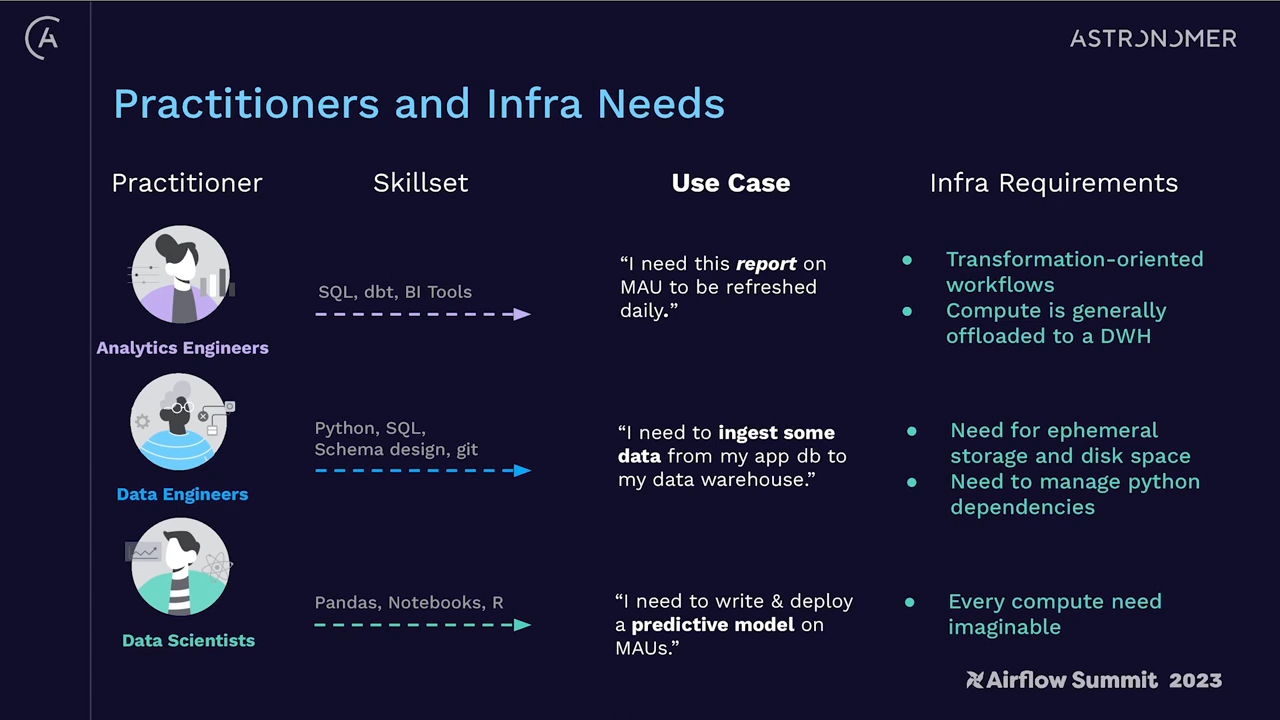 ASTRONOMER
Practitioners and Infra Needs
Practitioner
Skillset
Use Case
Infra Requirements
SQL, dbt, BI Tools
“I need this report on
MAU to be refreshed
daily.”
● Transformation-oriented
workflows
● Compute is generally
offloaded to a DWH
Analytics Engineers
Python, SQL,
Schema design, git
“I need to ingest some
data from my app db to
my data warehouse.”
● Need for ephemeral
storage and disk space
● Need to manage python
dependencies
Data Engineers
Pandas, Notebooks, R
“I need to write & deploy
a predictive model on
MAUs.”
● Every compute need
imaginable
Data Scientists
Airflow Summit 2023